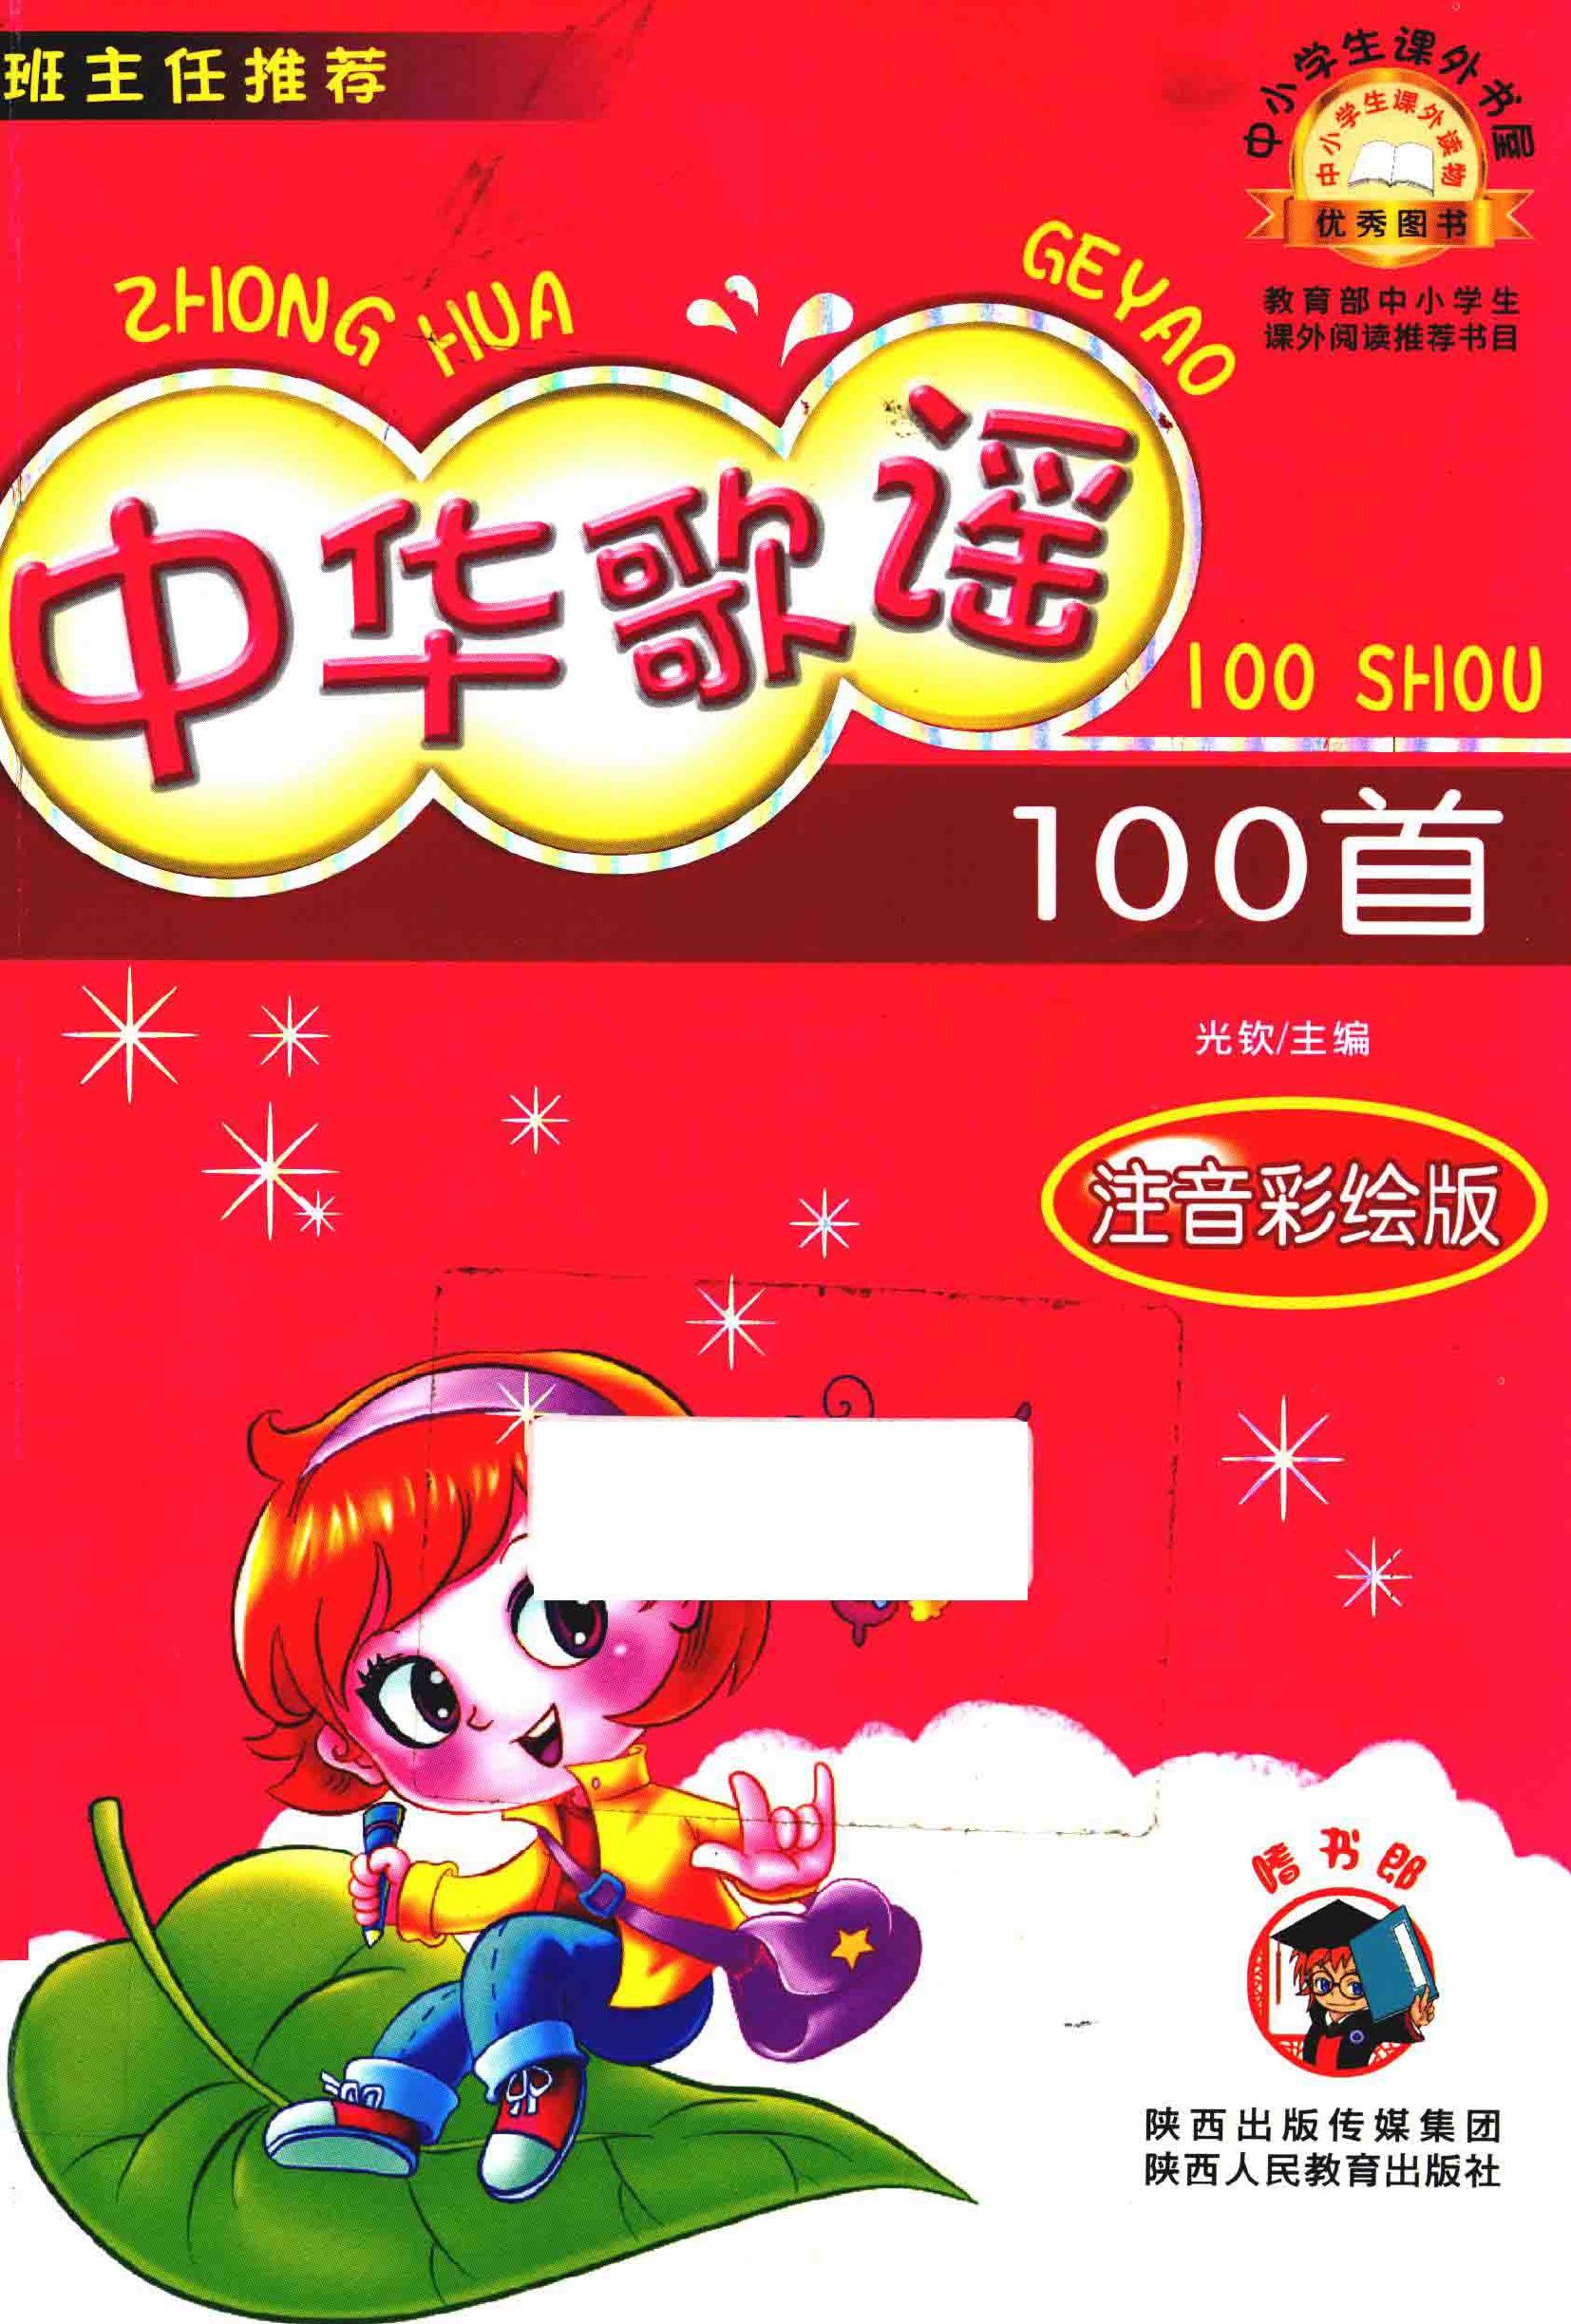 班主任推荐
中小学生课外书屋
中小学生课外读物
优秀图书
教育部中小学生
课外阅读推荐书目
ZHONG HUA GEYAO
中华歌谣
100 SHOU
100首
光钦/主编
注音彩绘版
嗜书郎
陕西出版传媒集团
陕西人民教育出版社